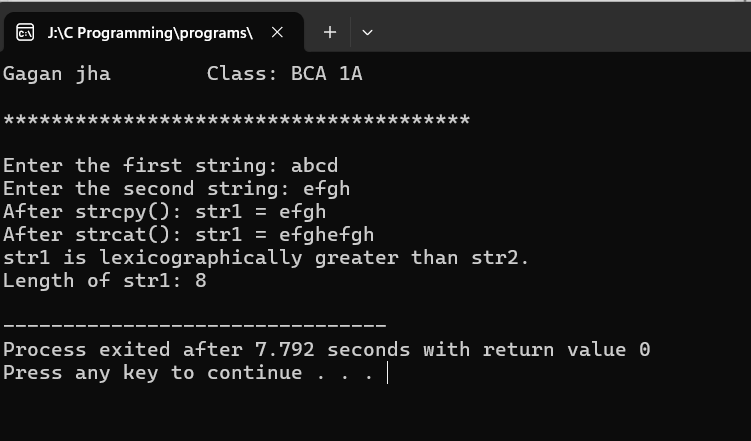 J:\C Programming\programs\
Gagan jha        Class: BCA 1A
***************************************
Enter the first string: abcd
Enter the second string: efgh
After strcpy(): str1 = efgh
After strcat(): str1 = efghefgh
str1 is lexicographically greater than str2.
Length of str1: 8
--------------------------------
Process exited after 7.792 seconds with return value 0
Press any key to continue . . .